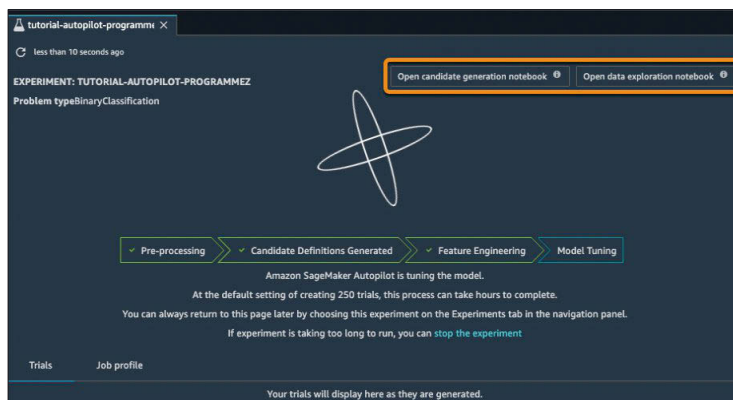 tutorial-autopilot-programme
less than 10 seconds ago
Open candidate generation notebook
Open data exploration notebook
EXPERIMENT: TUTORIAL-AUTOPILOT-PROGRAMMEZ
Problem typeBinaryClassification
Pre-processing
Candidate Definitions Generated
Feature Engineering
Model Tuning
Amazon SageMaker Autopilot is tuning the model.
At the default setting of creating 250 trials, this process can take hours to complete.
You can always return to this page later by choosing this experiment on the Experiments tab in the navigation panel.
If experiment is taking too long to run, you can stop the experiment
Trials
Job profile
Your trials will display here as they are generated.